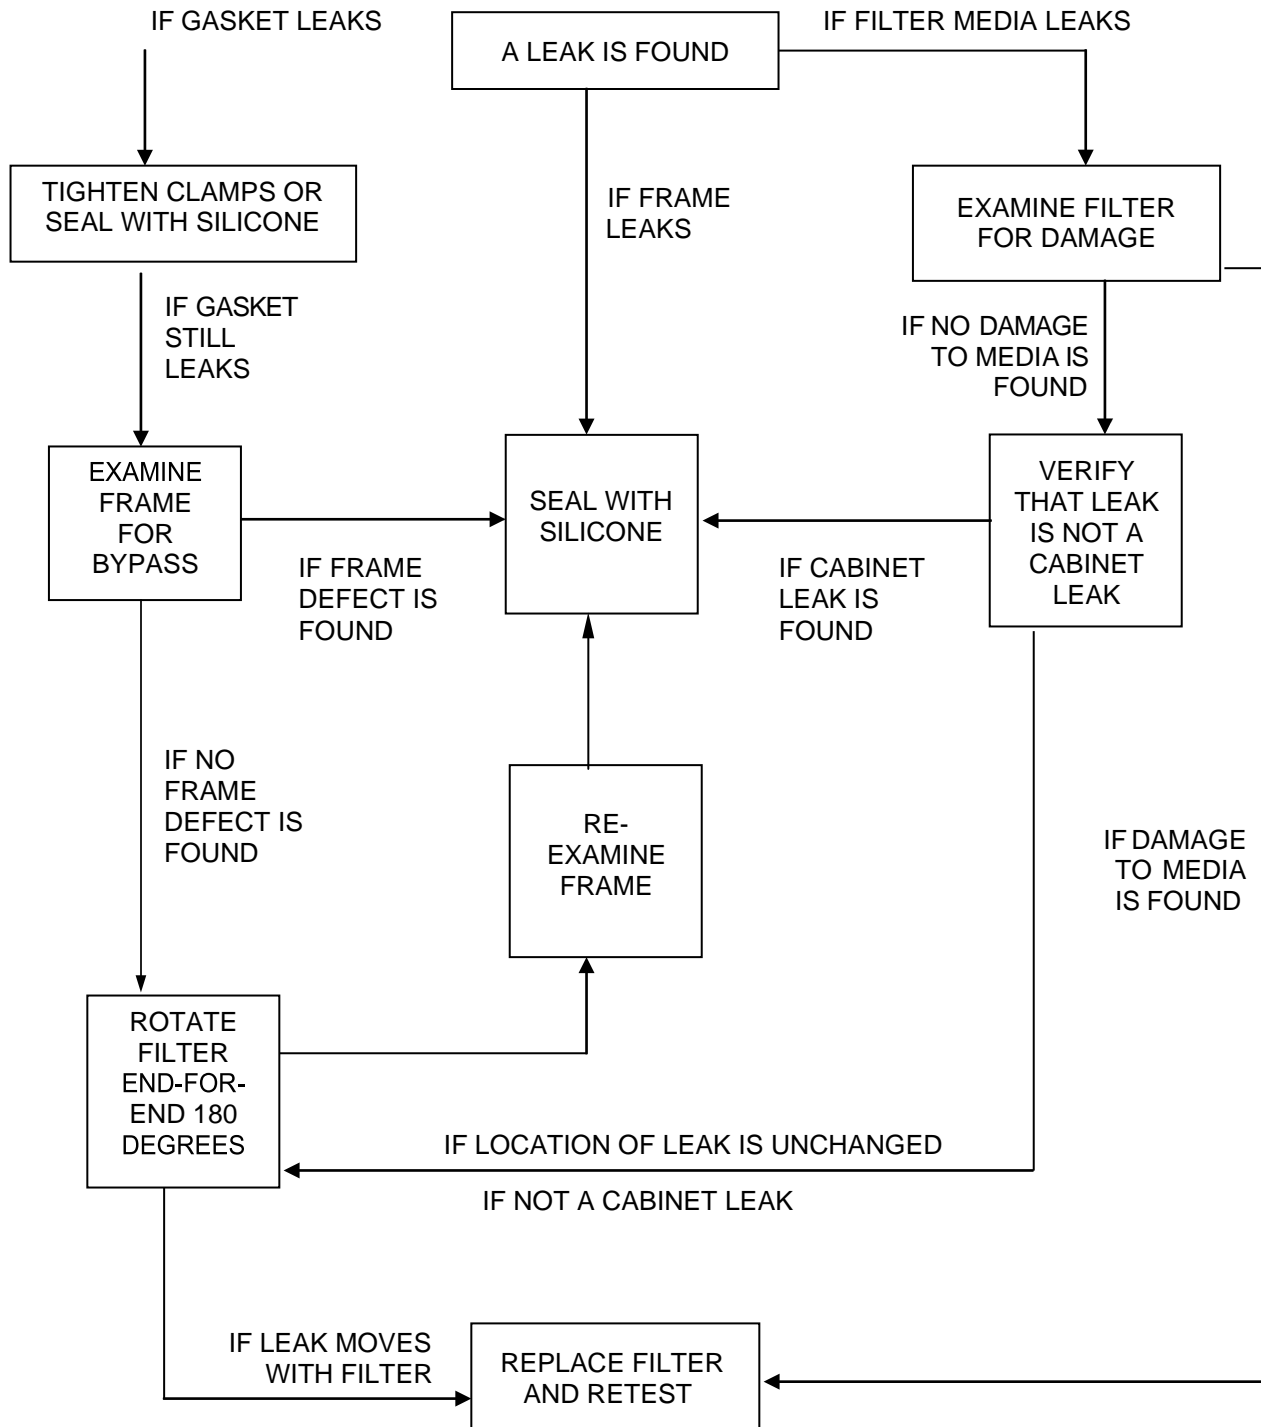 IF GASKET LEAKS
A LEAK IS FOUND
IF FILTER MEDIA LEAKS
TIGHTEN CLAMPS OR
SEAL WITH SILICONE
IF FRAME
LEAKS
EXAMINE FILTER
FOR DAMAGE
IF GASKET
STILL
LEAKS
IF NO DAMAGE
TO MEDIA IS
FOUND
EXAMINE
FRAME
FOR
BYPASS
SEAL WITH
SILICONE
VERIFY
THAT LEAK
IS NOT A
CABINET
LEAK
IF FRAME
DEFECT IS
FOUND
IF CABINET
LEAK IS
FOUND
IF NO
FRAME
DEFECT IS
FOUND
RE-
EXAMINE
FRAME
IF DAMAGE
TO MEDIA
IS FOUND
ROTATE
FILTER
END-FOR-
END 180
DEGREES
IF LOCATION OF LEAK IS UNCHANGED
IF NOT A CABINET LEAK
IF LEAK MOVES
WITH FILTER
REPLACE FILTER
AND RETEST